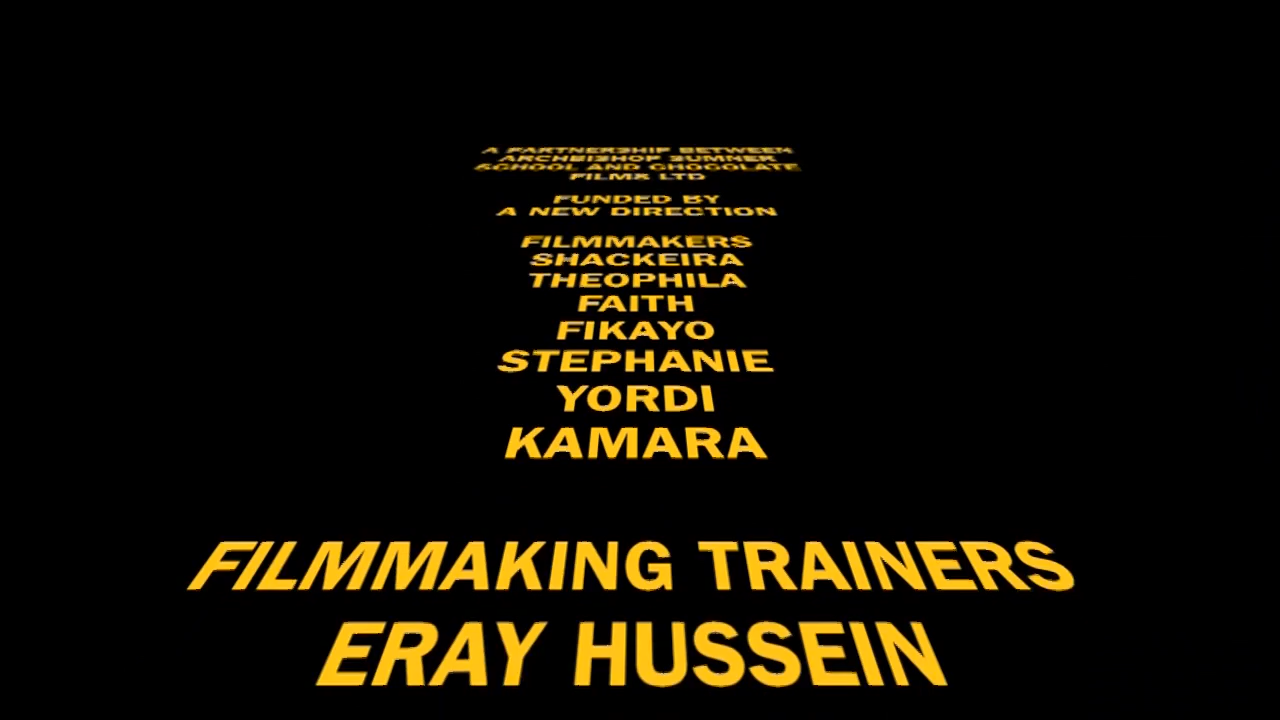 A PARTNERSHIP BETWEEN
ARCHBISHOP SUMNER
SCHOOL AND CHOCOLATE
FILMS LTD
FUNDED BY
A NEW DIRECTION
FILMMAKERS
SHACKEIRA
THEOPHILA
FAITH
FIKAYO
STEPHANIE
YORDI
KAMARA
FILMMAKING TRAINERS
ERAY HUSSEIN